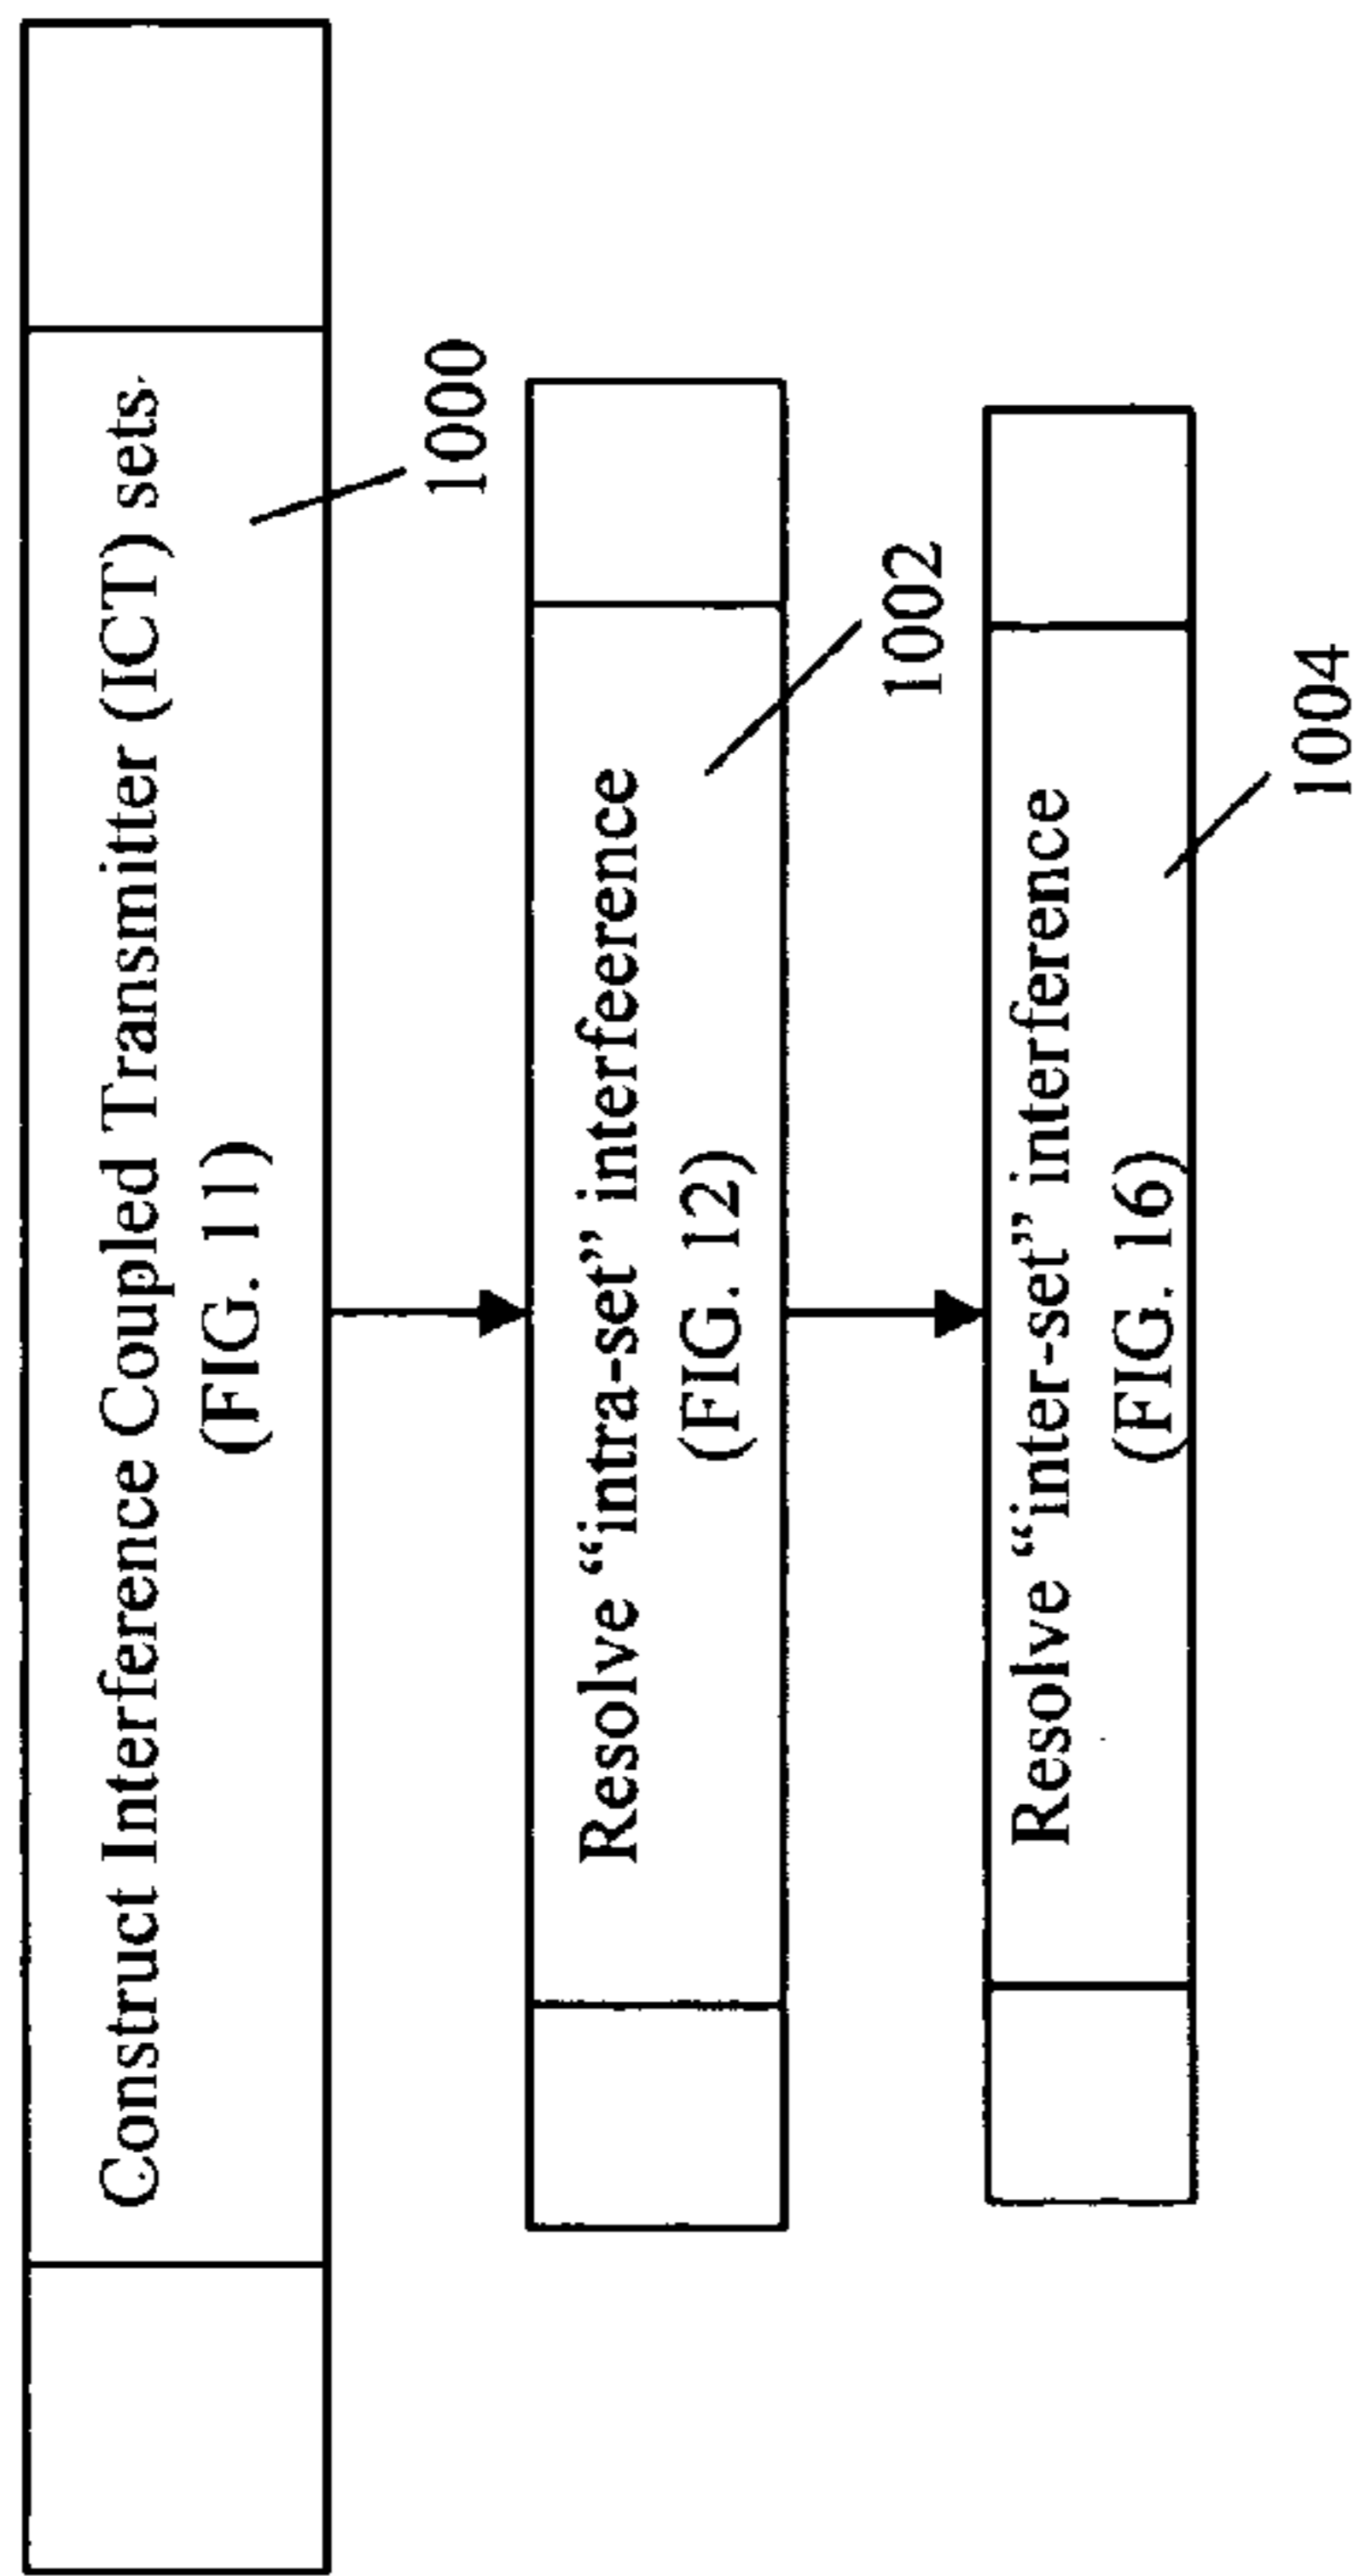 Construct Interference Coupled Transmitter (ICT) sets
(FIG. 11)
1000
Resolve “intra-set” interfeerence
(FIG. 12)
1002
Resolve “inter-set” interference
(FIG. 16)
1004